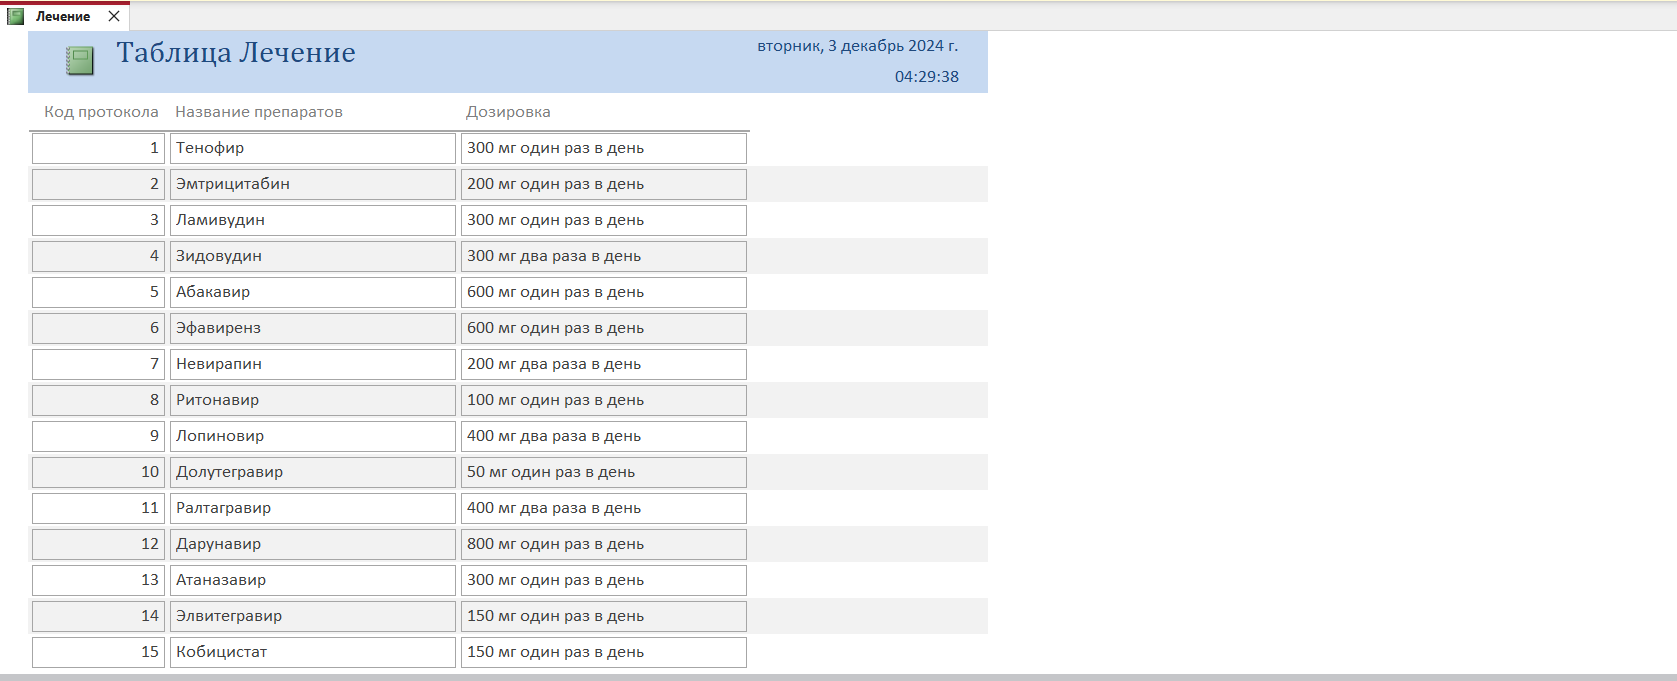 Лечение
Таблица Лечение
вторник, 3 декабрь 2024 г.
04:29:38
Код протокола Название препаратов Дозировка
1 Тенофир 300 мг один раз в день
2 Эмтрицитабин 200 мг один раз в день
3 Ламивудин 300 мг один раз в день
4 Зидовудин 300 мг два раза в день
5 Абакавир 600 мг один раз в день
6 Эфавиренз 600 мг один раз в день
7 Невирапин 200 мг два раза в день
8 Ритонавир 100 мг один раз в день
9 Лопиновир 400 мг два раза в день
10 Долутегравир 50 мг один раз в день
11 Ралтагравир 400 мг два раза в день
12 Дарунавир 800 мг один раз в день
13 Атаназавир 300 мг один раз в день
14 Элвитегравир 150 мг один раз в день
15 Кобицистат 150 мг один раз в день